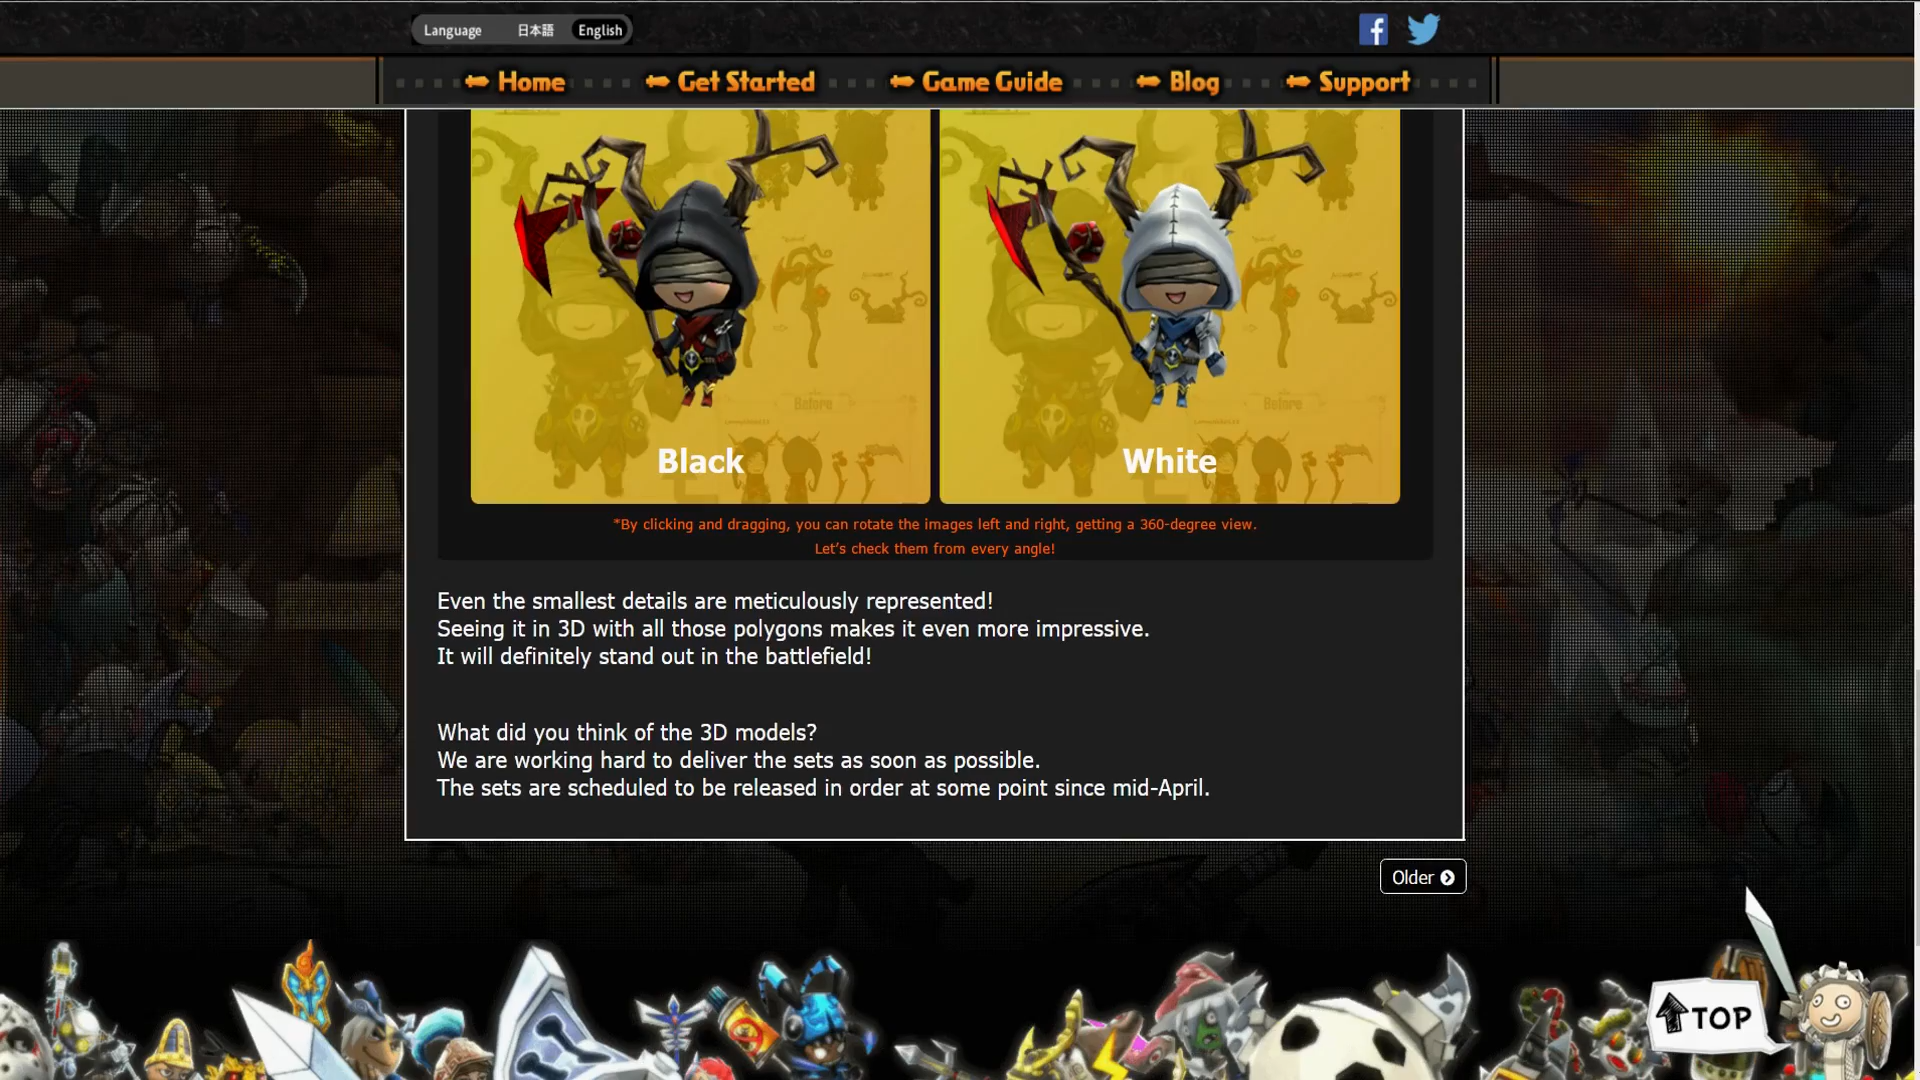 Language 日本語 English
Home Get Started Game Guide Blog Support
Before Before
Black White
*By clicking and dragging, you can rotate the images left and right, getting a 360-degree view.
Let's check them from every angle!
Even the smallest details are meticulously represented!
Seeing it in 3D with all those polygons makes it even more impressive.
It will definitely stand out in the battlefield!
What did you think of the 3D models?
We are working hard to deliver the sets as soon as possible.
The sets are scheduled to be released in order at some point since mid-April.
Older
TOP